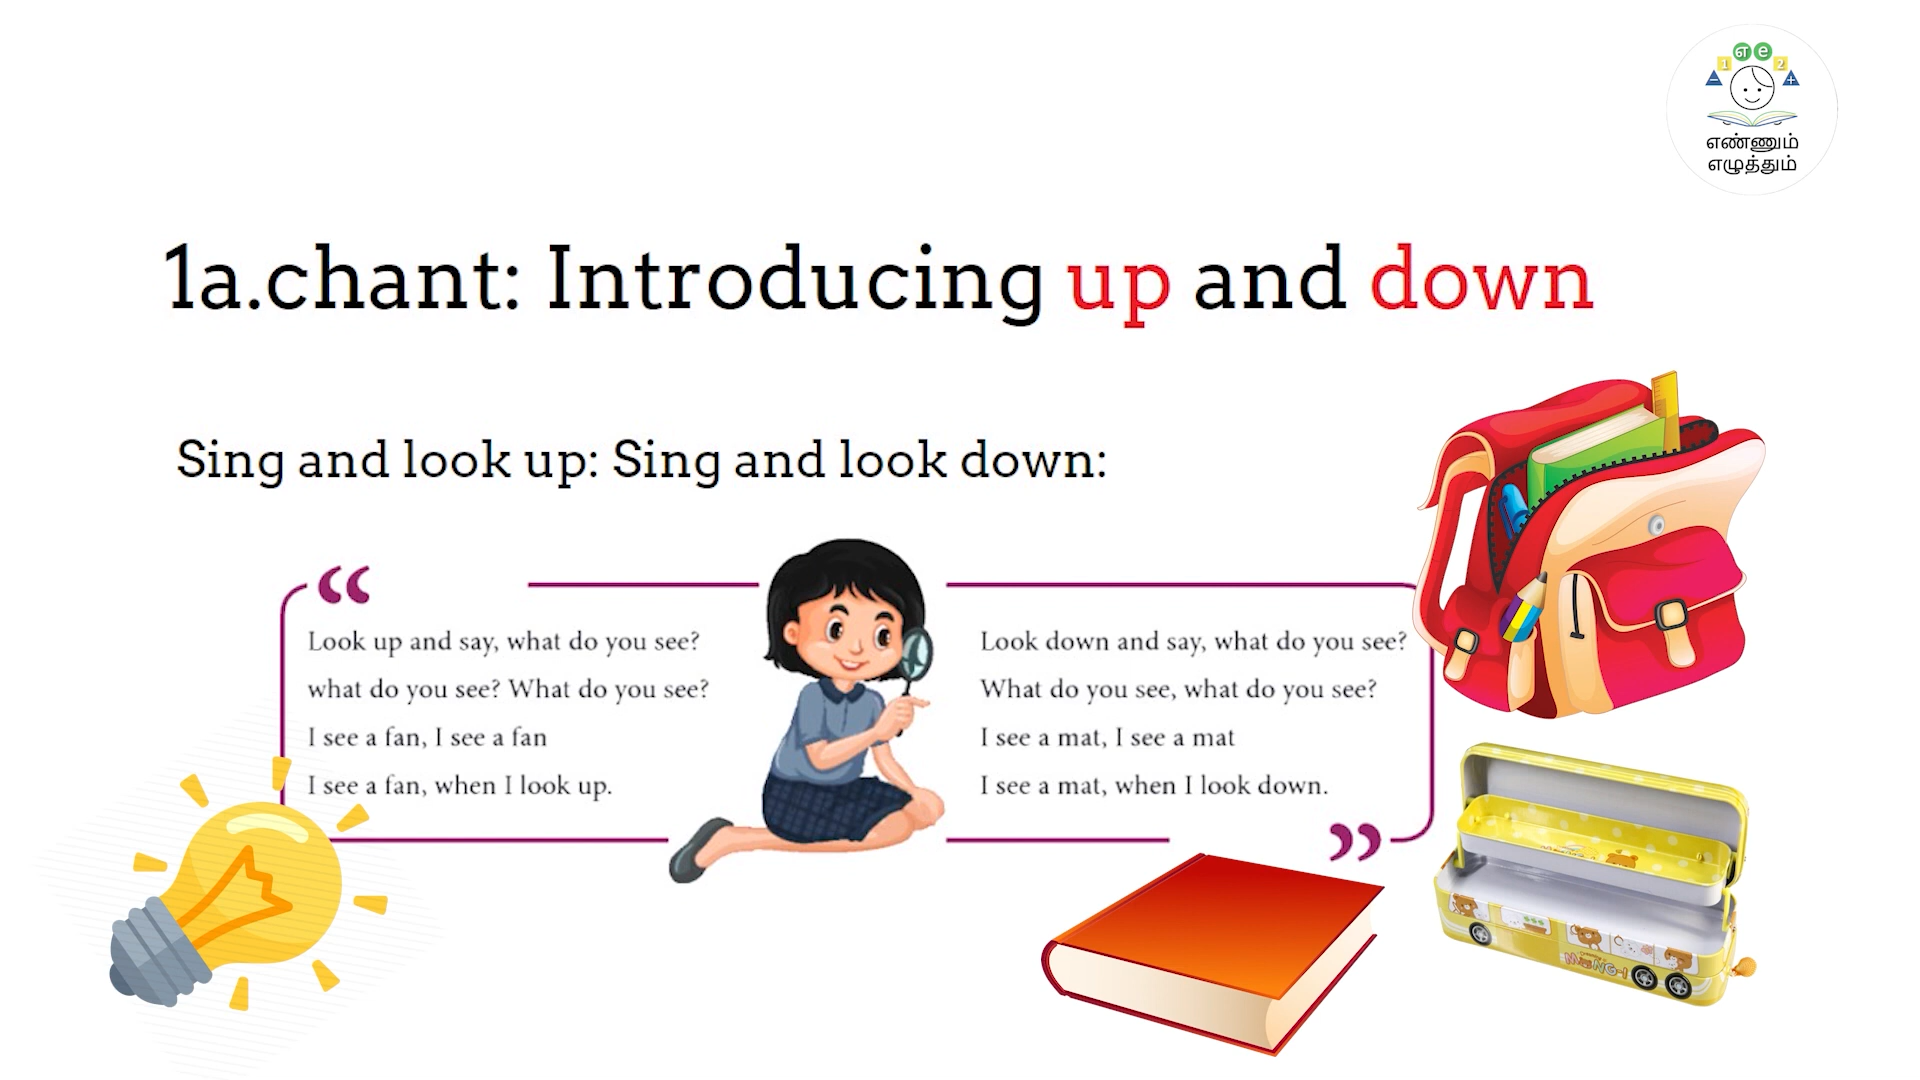 எ e
1 2
− +
எண்ணும்
எழுத்தும்
1a.chant: Introducing up and down
Sing and look up: Sing and look down:
“
Look up and say, what do you see?
what do you see? What do you see?
I see a fan, I see a fan
I see a fan, when I look up.
Look down and say, what do you see?
What do you see, what do you see?
I see a mat, I see a mat
I see a mat, when I look down.
”